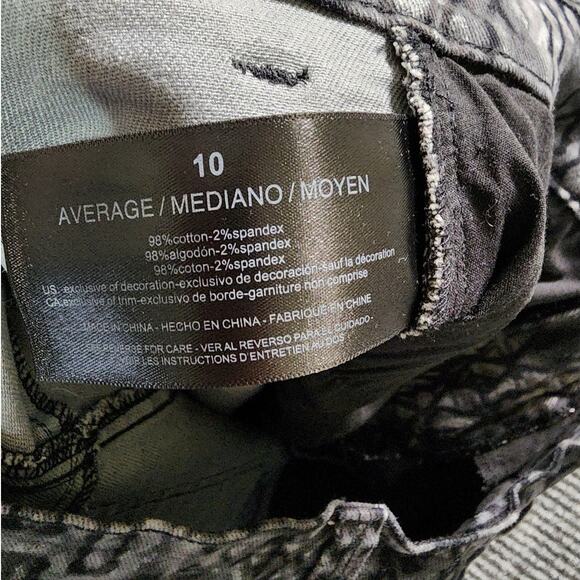 10
AVERAGE / MEDIANO / MOYEN
98%cotton-2%spandex
98%algodón-2%spandex
98%coton-2%spandex
US. exclusive of decoration-exclusivo de decoración-sauf la décoration
CA.exclusive of trim-exclusivo de borde-garniture non comprise
MADE IN CHINA - HECHO EN CHINA - FABRIQUE EN CHINE
REVERSE FOR CARE - VER AL REVERSO PARA EL CUIDADO -
VOIR LES INSTRUCTIONS D'ENTRETIEN AU DOS